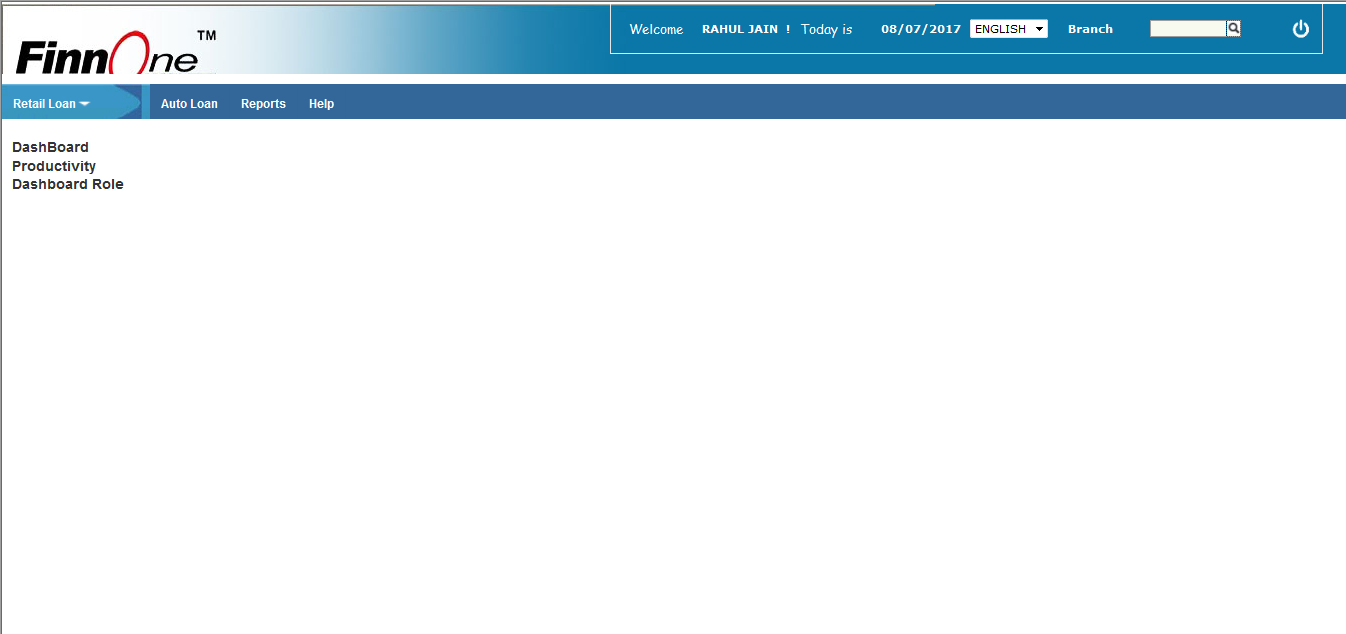 FinnOne TM
Welcome RAHUL JAIN ! Today is 08/07/2017 ENGLISH Branch
Retail Loan Auto Loan Reports Help
DashBoard
Productivity
Dashboard Role